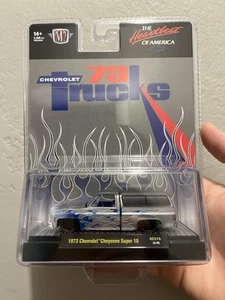 14+
M2
THE
Heartbeat
OF AMERICA
73
CHEVROLET
Trucks
1973 Chevrolet Cheyenne Super 10